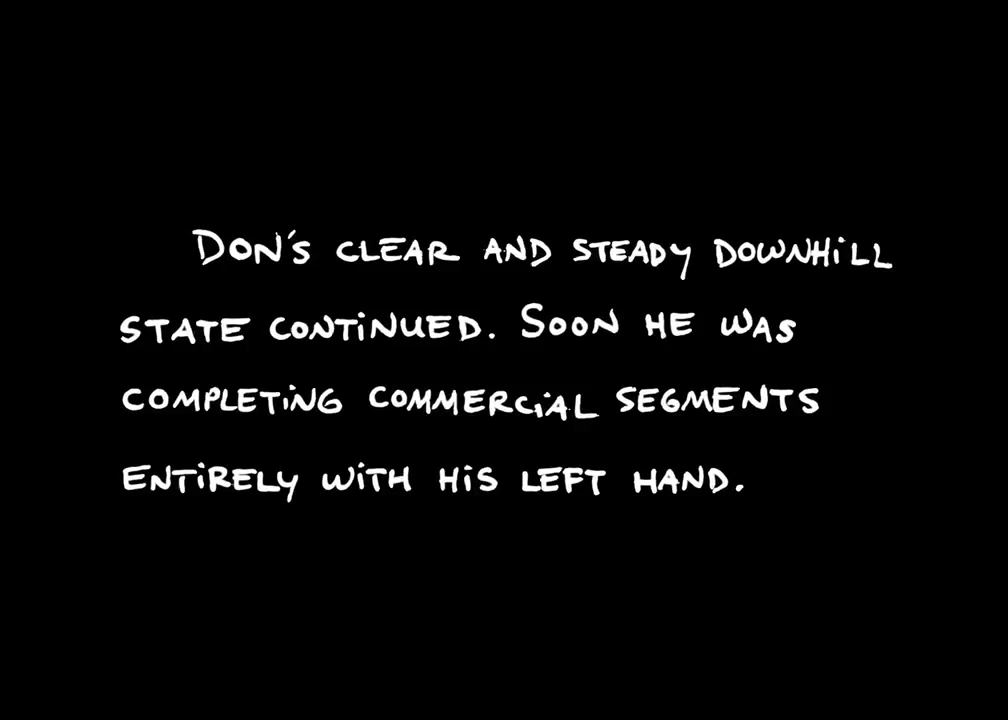 DON'S CLEAR AND STEADY DOWNHiLL
STATE CONTiNUED. SOON HE WAS
COMPLETiNG COMMERCiAL SEGMENTS
ENTiRELY WiTH HiS LEFT HAND.